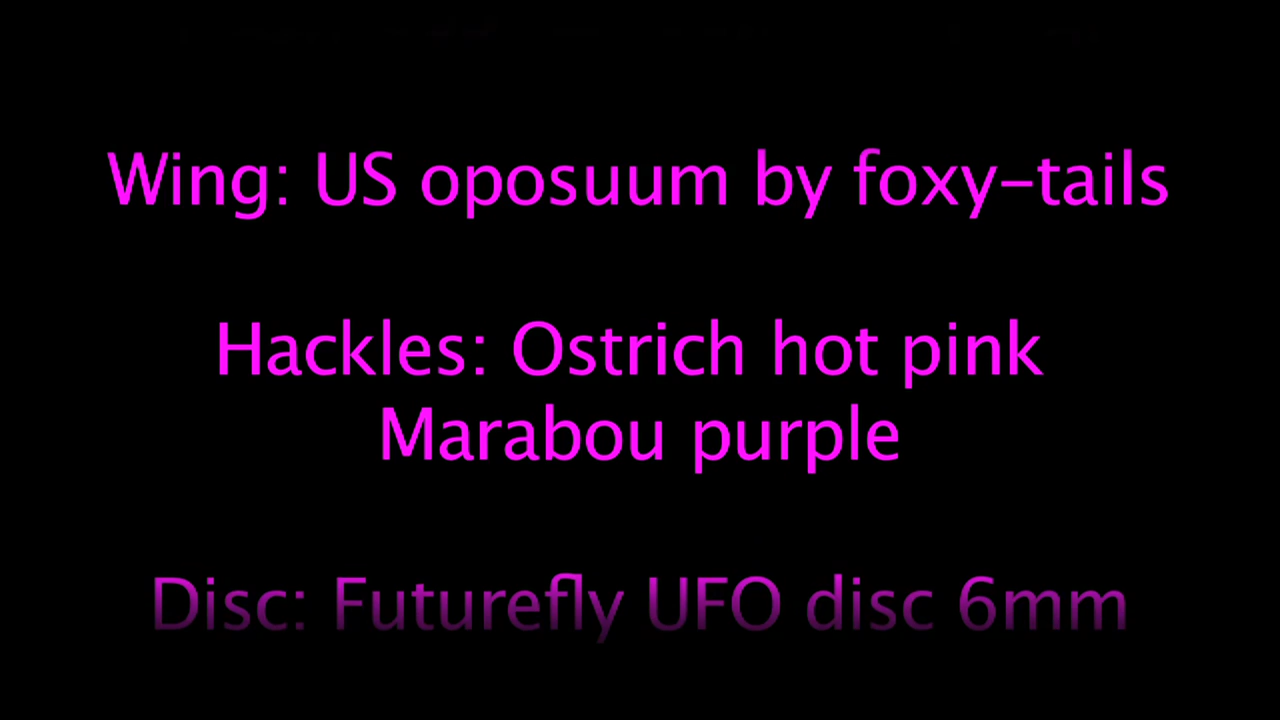 Wing: US oposuum by foxy-tails
Hackles: Ostrich hot pink
Marabou purple
Disc: Futurefly UFO disc 6mm